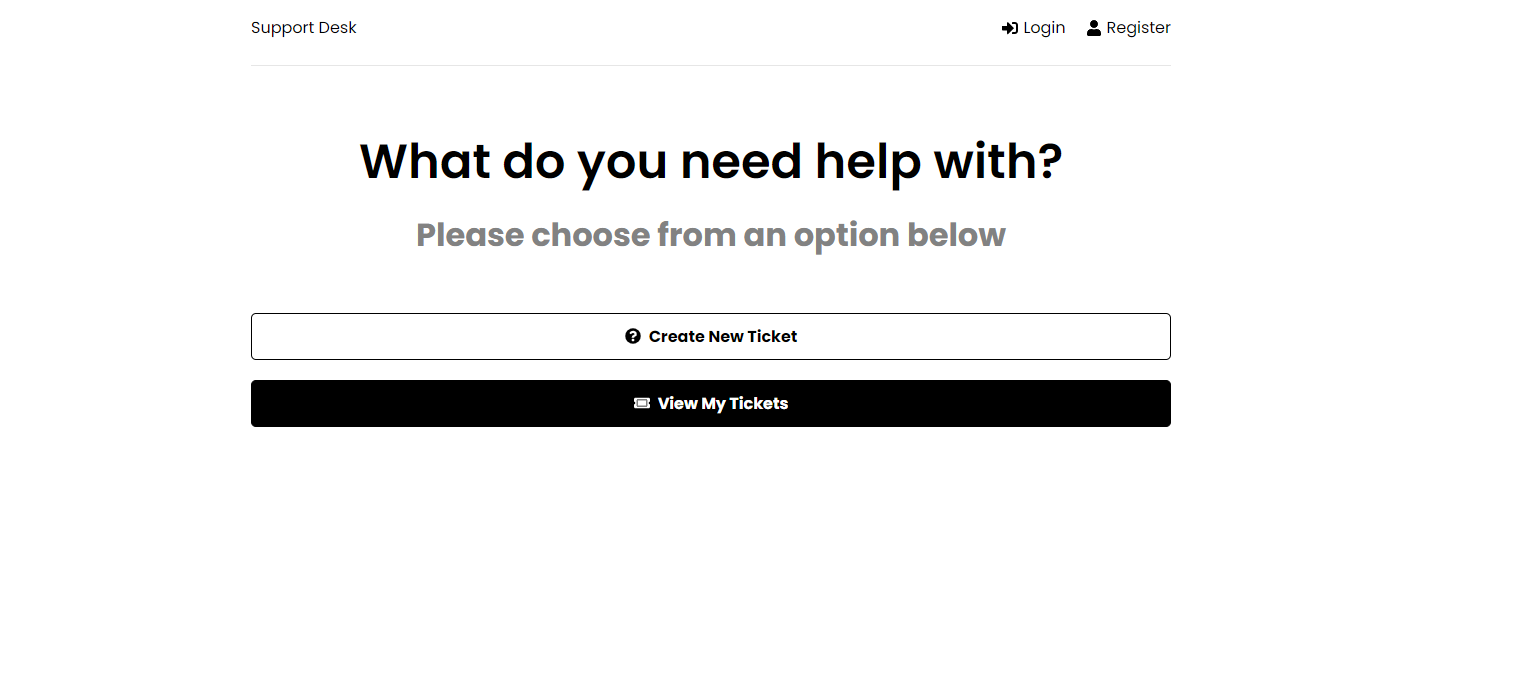 Support Desk
Login
Register
What do you need help with?
Please choose from an option below
Create New Ticket
View My Tickets